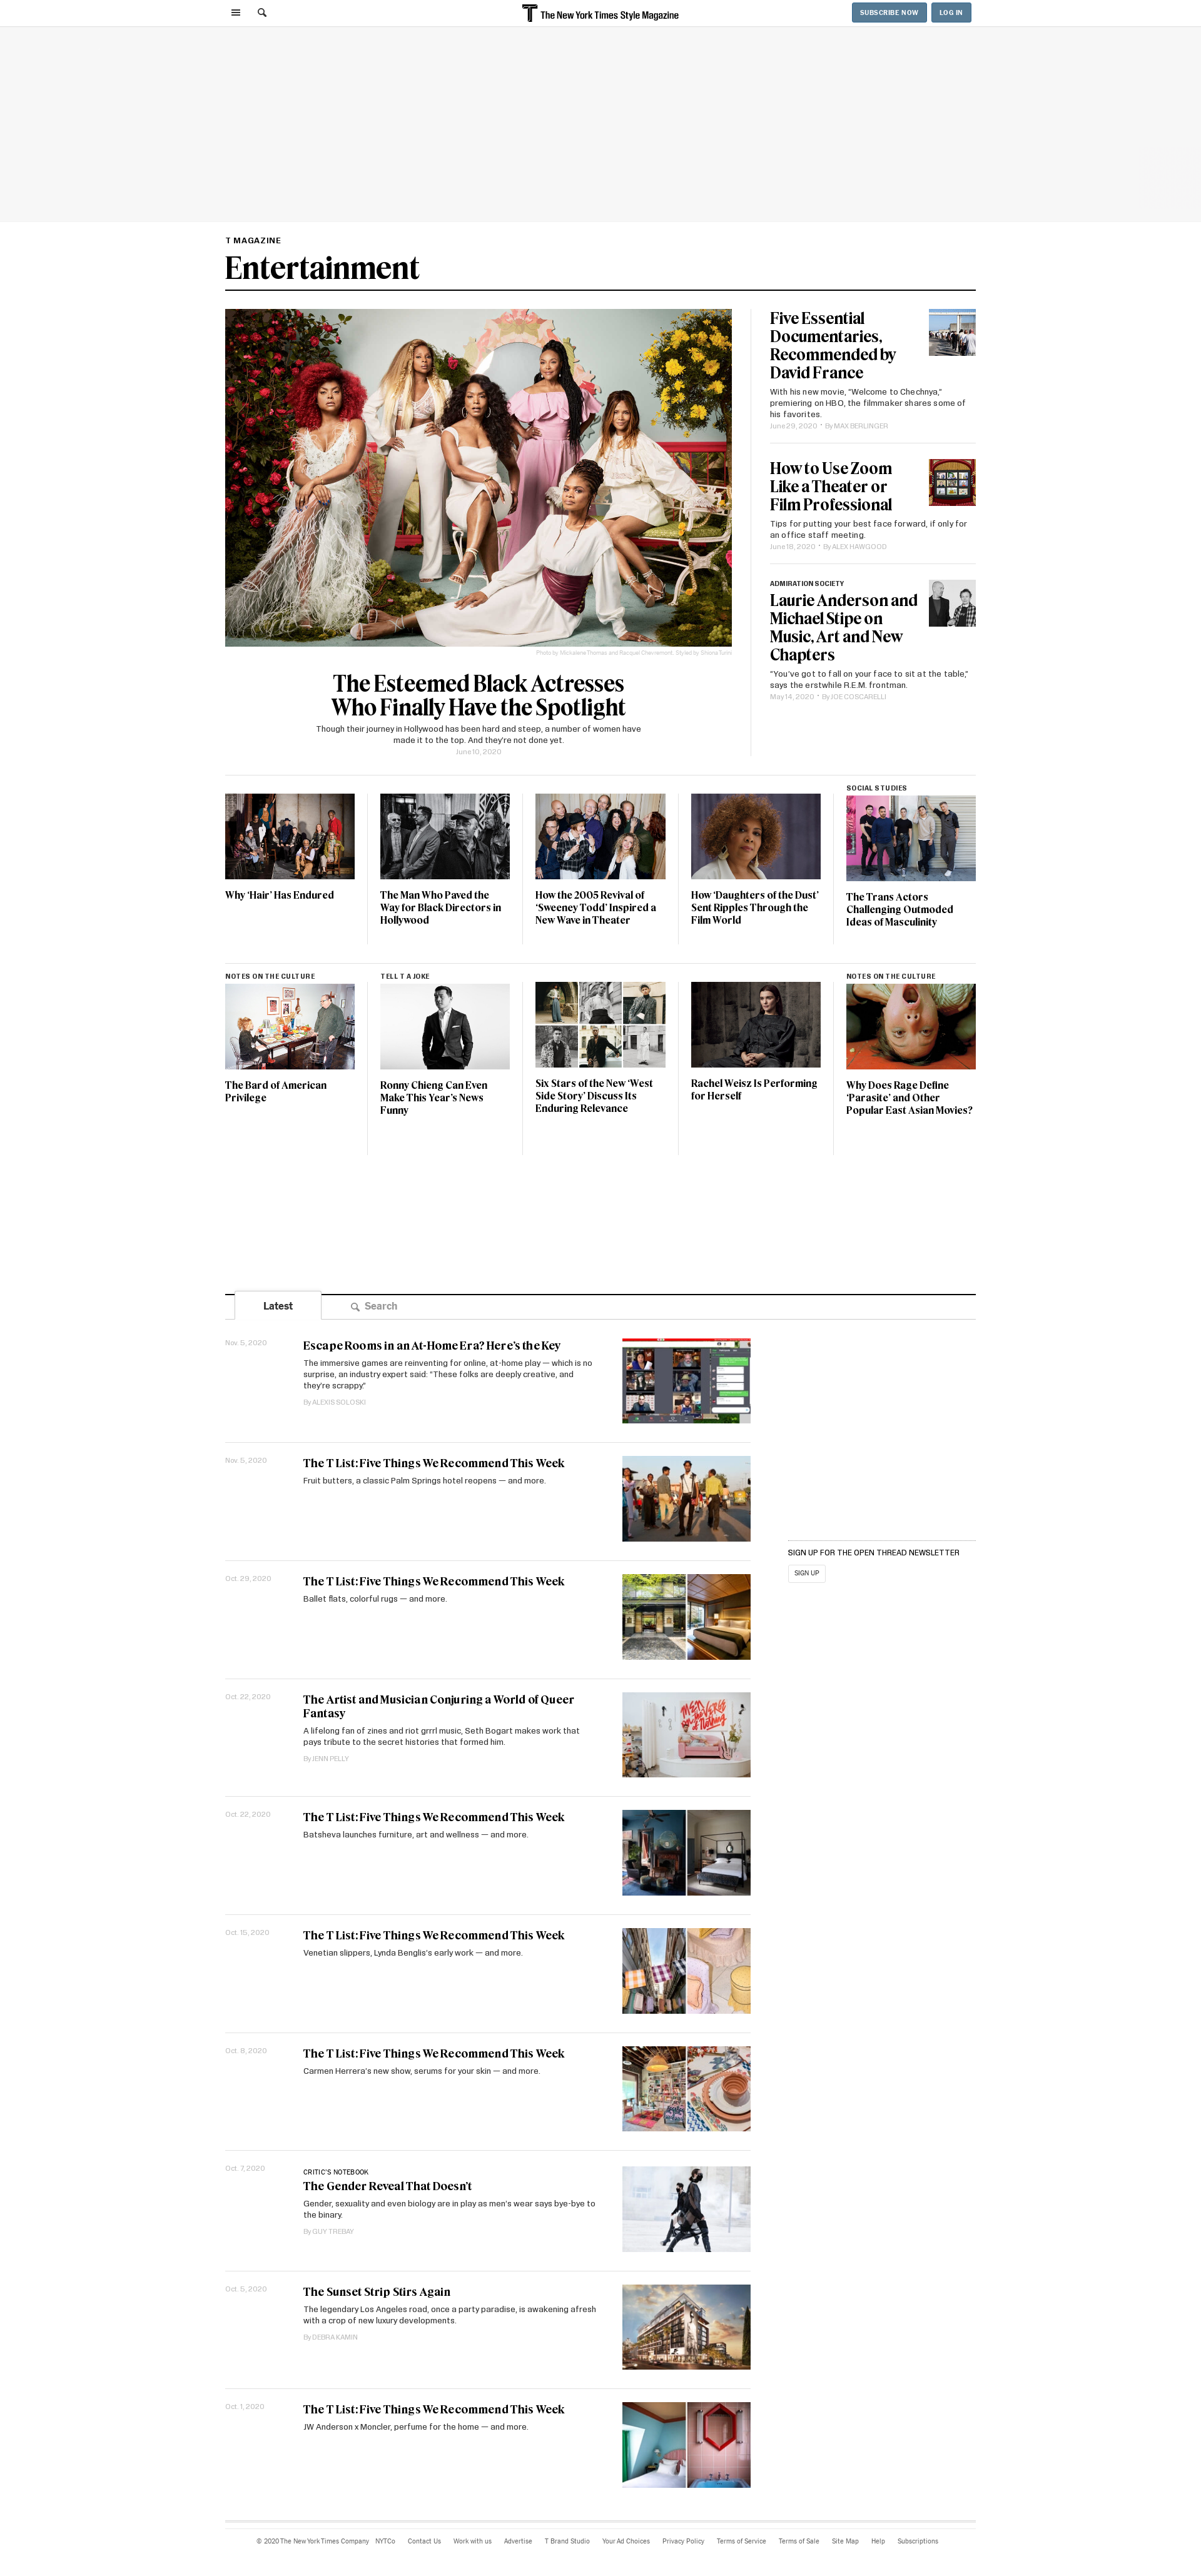 The New York Times Style Magazine
SUBSCRIBE NOW
LOG IN
T MAGAZINE
Entertainment
Photo by Mickalene Thomas and Racquel Chevremont. Styled by Shiona Turini
The Esteemed Black Actresses
Who Finally Have the Spotlight
Though their journey in Hollywood has been hard and steep, a number of women have
made it to the top. And they're not done yet.
June 10, 2020
Five Essential
Documentaries,
Recommended by
David France
With his new movie, “Welcome to Chechnya,”
premiering on HBO, the filmmaker shares some of
his favorites.
June 29, 2020 • By MAX BERLINGER
How to Use Zoom
Like a Theater or
Film Professional
Tips for putting your best face forward, if only for
an office staff meeting.
June 18, 2020 • By ALEX HAWGOOD
ADMIRATION SOCIETY
Laurie Anderson and
Michael Stipe on
Music, Art and New
Chapters
“You've got to fall on your face to sit at the table,”
says the erstwhile R.E.M. frontman.
May 14, 2020 • By JOE COSCARELLI
Why ‘Hair’ Has Endured
The Man Who Paved the
Way for Black Directors in
Hollywood
How the 2005 Revival of
‘Sweeney Todd’ Inspired a
New Wave in Theater
How ‘Daughters of the Dust’
Sent Ripples Through the
Film World
SOCIAL STUDIES
The Trans Actors
Challenging Outmoded
Ideas of Masculinity
NOTES ON THE CULTURE
The Bard of American
Privilege
TELL T A JOKE
Ronny Chieng Can Even
Make This Year’s News
Funny
Six Stars of the New ‘West
Side Story’ Discuss Its
Enduring Relevance
Rachel Weisz Is Performing
for Herself
NOTES ON THE CULTURE
Why Does Rage Define
‘Parasite’ and Other
Popular East Asian Movies?
Latest
Search
Nov. 5, 2020
Escape Rooms in an At-Home Era? Here’s the Key
The immersive games are reinventing for online, at-home play — which is no
surprise, an industry expert said: “These folks are deeply creative, and
they’re scrappy.”
By ALEXIS SOLOSKI
Nov. 5, 2020
The T List: Five Things We Recommend This Week
Fruit butters, a classic Palm Springs hotel reopens — and more.
SIGN UP FOR THE OPEN THREAD NEWSLETTER
SIGN UP
Oct. 29, 2020
The T List: Five Things We Recommend This Week
Ballet flats, colorful rugs — and more.
Oct. 22, 2020
The Artist and Musician Conjuring a World of Queer
Fantasy
A lifelong fan of zines and riot grrrl music, Seth Bogart makes work that
pays tribute to the secret histories that formed him.
By JENN PELLY
Oct. 22, 2020
The T List: Five Things We Recommend This Week
Batsheva launches furniture, art and wellness — and more.
Oct. 15, 2020
The T List: Five Things We Recommend This Week
Venetian slippers, Lynda Benglis’s early work — and more.
Oct. 8, 2020
The T List: Five Things We Recommend This Week
Carmen Herrera’s new show, serums for your skin — and more.
Oct. 7, 2020
CRITIC’S NOTEBOOK
The Gender Reveal That Doesn’t
Gender, sexuality and even biology are in play as men’s wear says bye-bye to
the binary.
By GUY TREBAY
Oct. 5, 2020
The Sunset Strip Stirs Again
The legendary Los Angeles road, once a party paradise, is awakening afresh
with a crop of new luxury developments.
By DEBRA KAMIN
Oct. 1, 2020
The T List: Five Things We Recommend This Week
JW Anderson x Moncler, perfume for the home — and more.
© 2020 The New York Times Company NYTCo Contact Us Work with us Advertise T Brand Studio Your Ad Choices Privacy Policy Terms of Service Terms of Sale Site Map Help Subscriptions